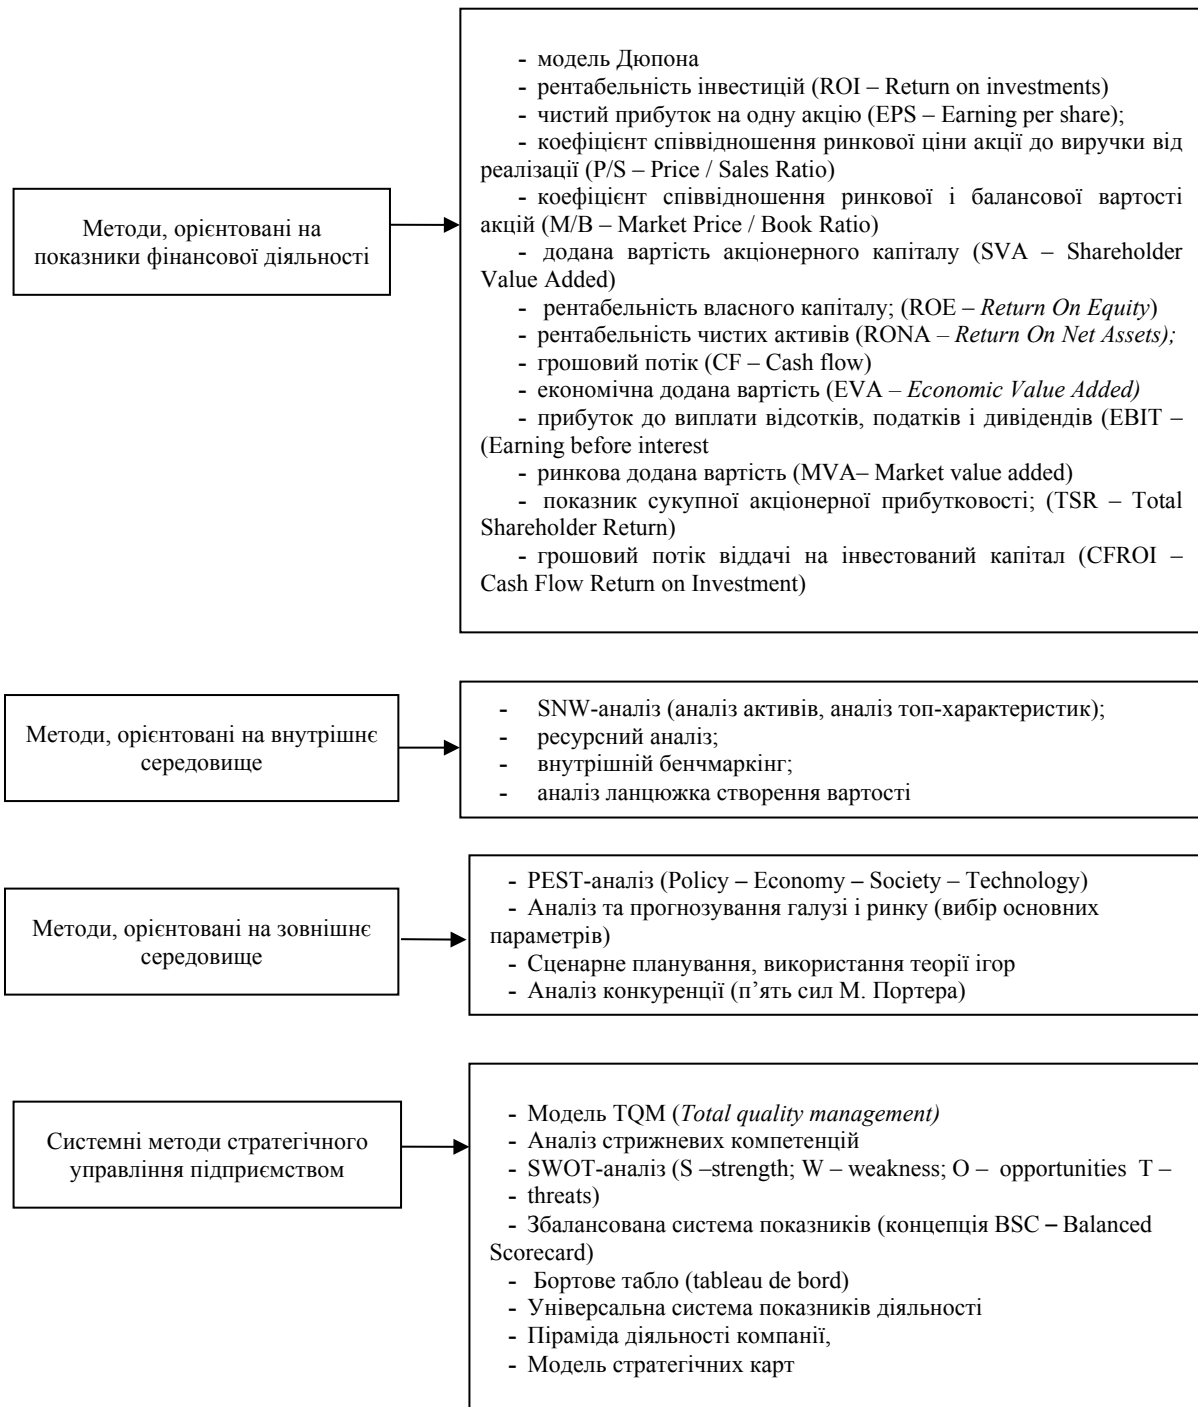 Методи, орієнтовані на
показники фінансової діяльності
- модель Дюпона
- рентабельність інвестицій (ROI – Return on investments)
- чистий прибуток на одну акцію (EPS – Earning per share);
- коефіцієнт співвідношення ринкової ціни акції до виручки від
реалізації (P/S – Price / Sales Ratio)
- коефіцієнт співвідношення ринкової і балансової вартості
акцій (M/B – Market Price / Book Ratio)
- додана вартість акціонерного капіталу (SVA – Shareholder
Value Added)
- рентабельність власного капіталу; (ROE – Return On Equity)
- рентабельність чистих активів (RONA – Return On Net Assets);
- грошовий потік (CF – Cash flow)
- економічна додана вартість (EVA – Economic Value Added)
- прибуток до виплати відсотків, податків і дивідендів (EBIT –
(Earning before interest
- ринкова додана вартість (MVA– Market value added)
- показник сукупної акціонерної прибутковості; (TSR – Total
Shareholder Return)
- грошовий потік віддачі на інвестований капітал (CFROI –
Cash Flow Return on Investment)
Методи, орієнтовані на внутрішнє
середовище
- SNW-аналіз (аналіз активів, аналіз топ-характеристик);
- ресурсний аналіз;
- внутрішній бенчмаркінг;
- аналіз ланцюжка створення вартості
Методи, орієнтовані на зовнішнє
середовище
- PEST-аналіз (Policy – Economy – Society – Technology)
- Аналіз та прогнозування галузі і ринку (вибір основних
параметрів)
- Сценарне планування, використання теорії ігор
- Аналіз конкуренції (п’ять сил М. Портера)
Системні методи стратегічного
управління підприємством
- Модель TQM (Total quality management)
- Аналіз стрижневих компетенцій
- SWOT-аналіз (S –strength; W – weakness; O – opportunities T –
- threats)
- Збалансована система показників (концепція BSC – Balanced
Scorecard)
- Бортове табло (tableau de bord)
- Універсальна система показників діяльності
- Піраміда діяльності компанії,
- Модель стратегічних карт